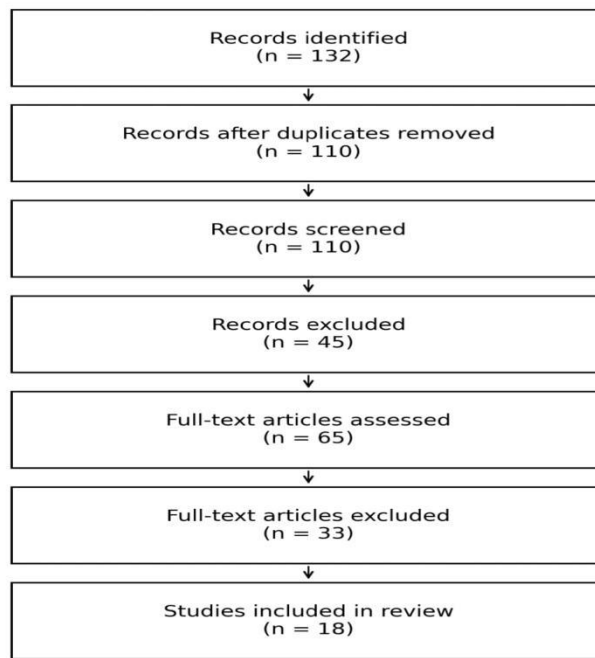 Records identified
(n = 132)
Records after duplicates removed
(n = 110)
Records screened
(n = 110)
Records excluded
(n = 45)
Full-text articles assessed
(n = 65)
Full-text articles excluded
(n = 33)
Studies included in review
(n = 18)